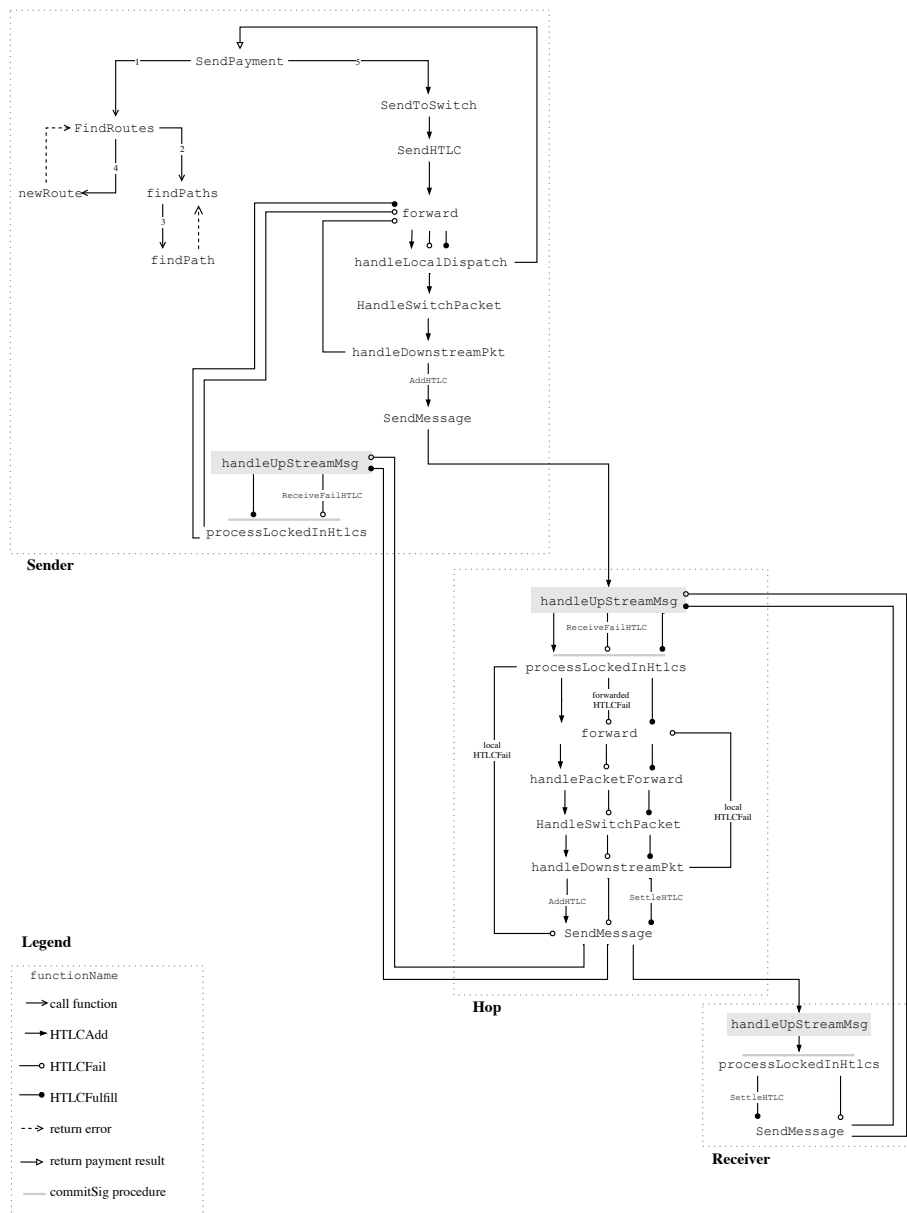 SendPayment
1
5
SendToSwitch
FindRoutes
2
4
SendHTLC
newRoute
findPaths
3
forward
findPath
handleLocalDispatch
HandleSwitchPacket
handleDownstreamPkt
AddHTLC
SendMessage
handleUpStreamMsg
ReceiveFailHTLC
processLockedInHtlcs
Sender
handleUpStreamMsg
ReceiveFailHTLC
processLockedInHtlcs
forwarded
HTLCFail
forward
local
HTLCFail
handlePacketForward
local
HTLCFail
HandleSwitchPacket
handleDownstreamPkt
AddHTLC
SettleHTLC
SendMessage
Hop
handleUpStreamMsg
processLockedInHtlcs
SettleHTLC
SendMessage
Receiver
Legend
functionName
call function
HTLCAdd
HTLCFail
HTLCFulfill
return error
return payment result
commitSig procedure